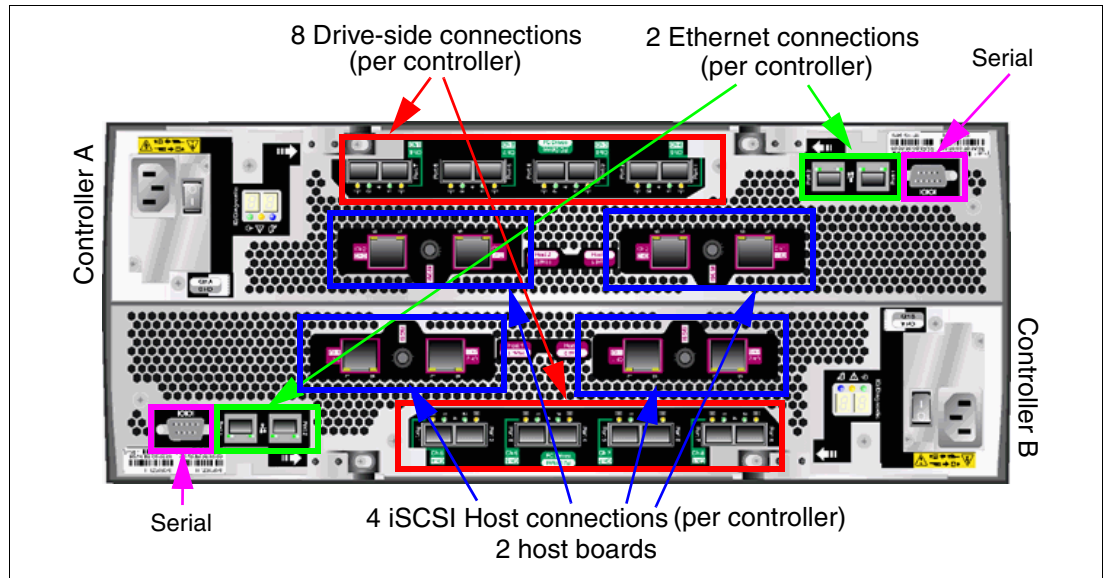 8 Drive-side connections
(per controller)
2 Ethernet connections
(per controller)
Serial
Controller A
Controller B
Serial
4 iSCSI Host connections (per controller)
2 host boards